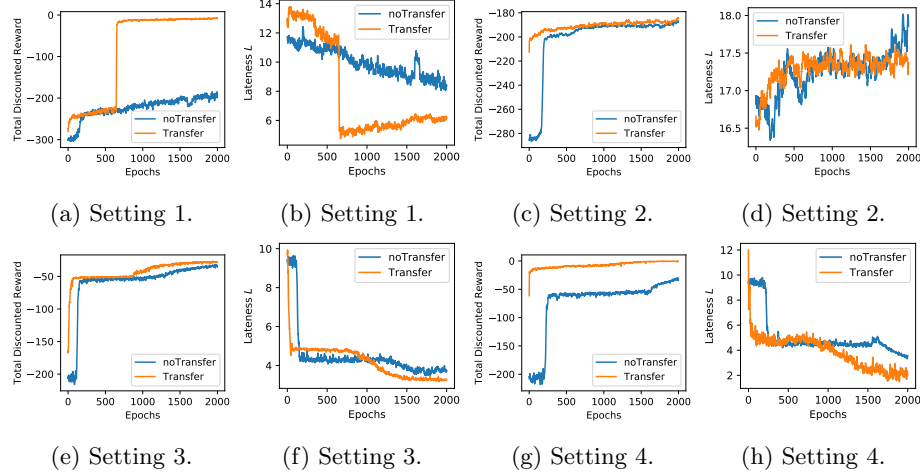 0
−100
−200
−300
Total Discounted Reward
noTransfer
Transfer
0 500 1000 1500 2000
Epochs
(a) Setting 1.
14
12
10
8
6
Lateness L
noTransfer
Transfer
0 500 1000 1500 2000
Epochs
(b) Setting 1.
−180
−200
−220
−240
−260
−280
Total Discounted Reward
noTransfer
Transfer
0 500 1000 1500 2000
Epochs
(c) Setting 2.
18.0
17.5
17.0
16.5
Lateness L
noTransfer
Transfer
0 500 1000 1500 2000
Epochs
(d) Setting 2.
−50
−100
−150
−200
Total Discounted Reward
noTransfer
Transfer
0 500 1000 1500 2000
Epochs
(e) Setting 3.
10
8
6
4
Lateness L
noTransfer
Transfer
0 500 1000 1500 2000
Epochs
(f) Setting 3.
0
−50
−100
−150
−200
Total Discounted Reward
noTransfer
Transfer
0 500 1000 1500 2000
Epochs
(g) Setting 4.
12
10
8
6
4
2
Lateness L
noTransfer
Transfer
0 500 1000 1500 2000
Epochs
(h) Setting 4.